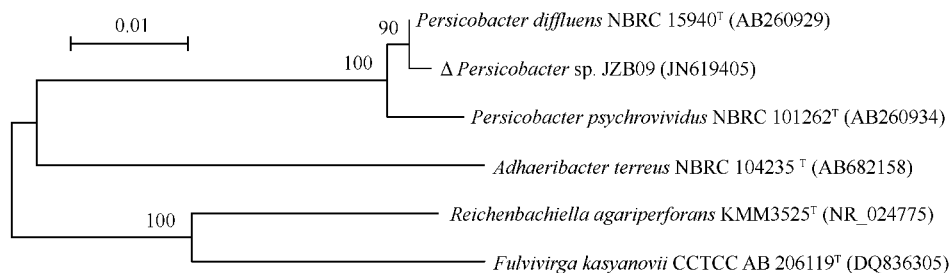 0.01
90
Persicobacter diffluens NBRC 15940ᵀ (AB260929)
100
Δ Persicobacter sp. JZB09 (JN619405)
Persicobacter psychrovividus NBRC 101262ᵀ (AB260934)
Adhaeribacter terreus NBRC 104235 ᵀ (AB682158)
100
Reichenbachiella agariperforans KMM3525ᵀ (NR_024775)
Fulvivirga kasyanovii CCTCC AB 206119ᵀ (DQ836305)